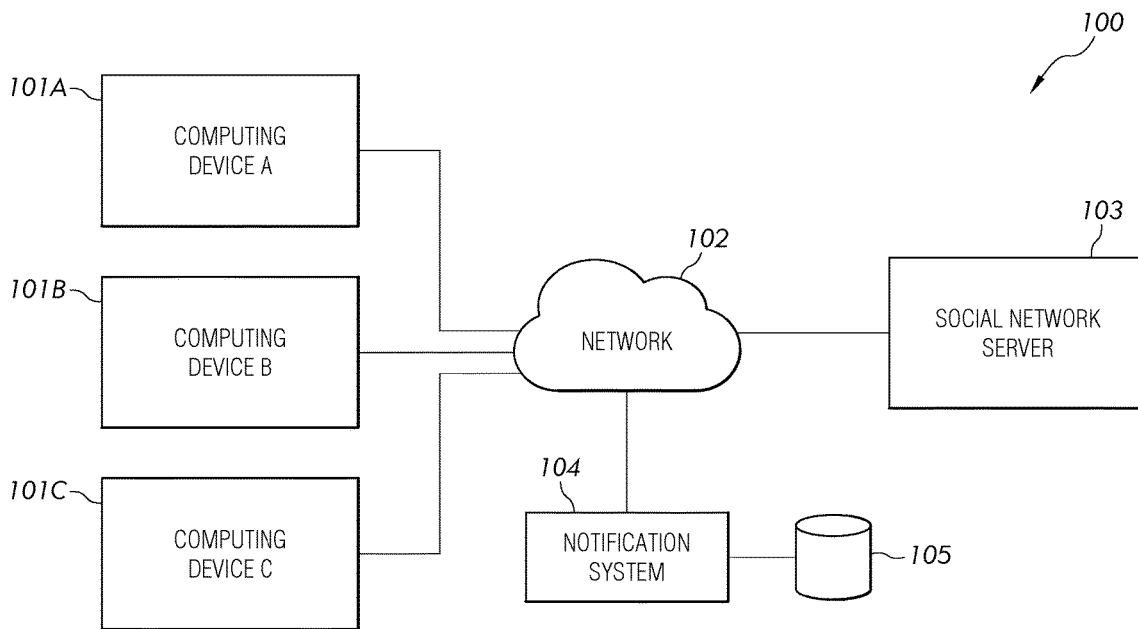 100
101A
COMPUTING
DEVICE A
103
102
101B
COMPUTING
DEVICE B
NETWORK
SOCIAL NETWORK
SERVER
101C
104
COMPUTING
DEVICE C
NOTIFICATION
SYSTEM
105